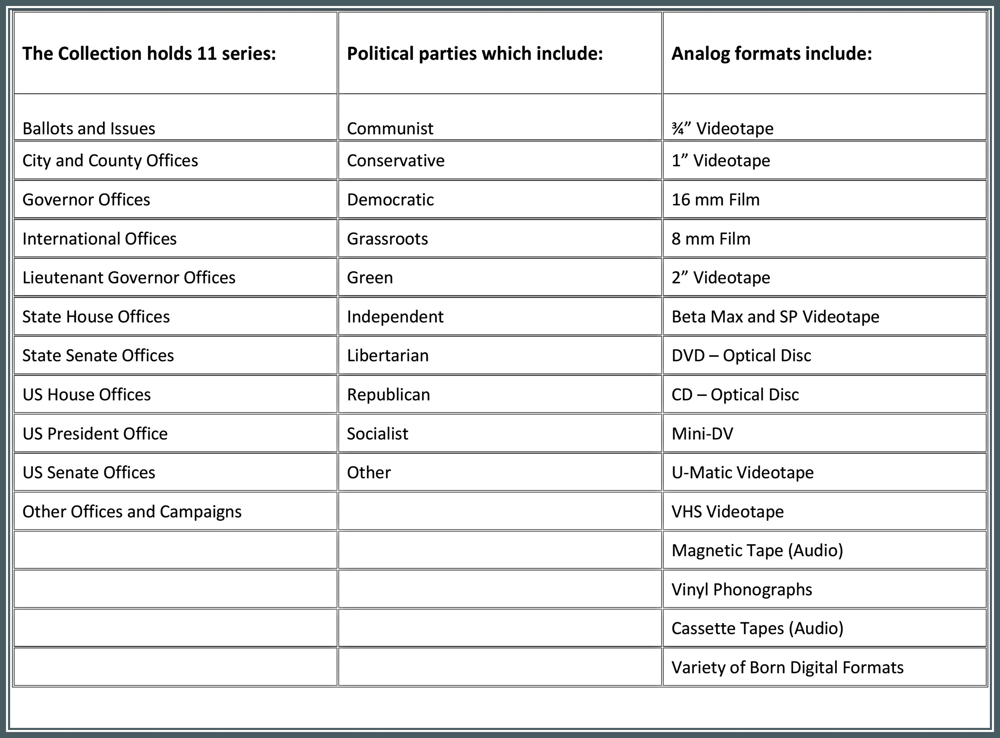 The Collection holds 11 series: Political parties which include: Analog formats include:
Ballots and Issues Communist ¾” Videotape
City and County Offices Conservative 1” Videotape
Governor Offices Democratic 16 mm Film
International Offices Grassroots 8 mm Film
Lieutenant Governor Offices Green 2” Videotape
State House Offices Independent Beta Max and SP Videotape
State Senate Offices Libertarian DVD – Optical Disc
US House Offices Republican CD – Optical Disc
US President Office Socialist Mini-DV
US Senate Offices Other U-Matic Videotape
Other Offices and Campaigns VHS Videotape
Magnetic Tape (Audio)
Vinyl Phonographs
Cassette Tapes (Audio)
Variety of Born Digital Formats